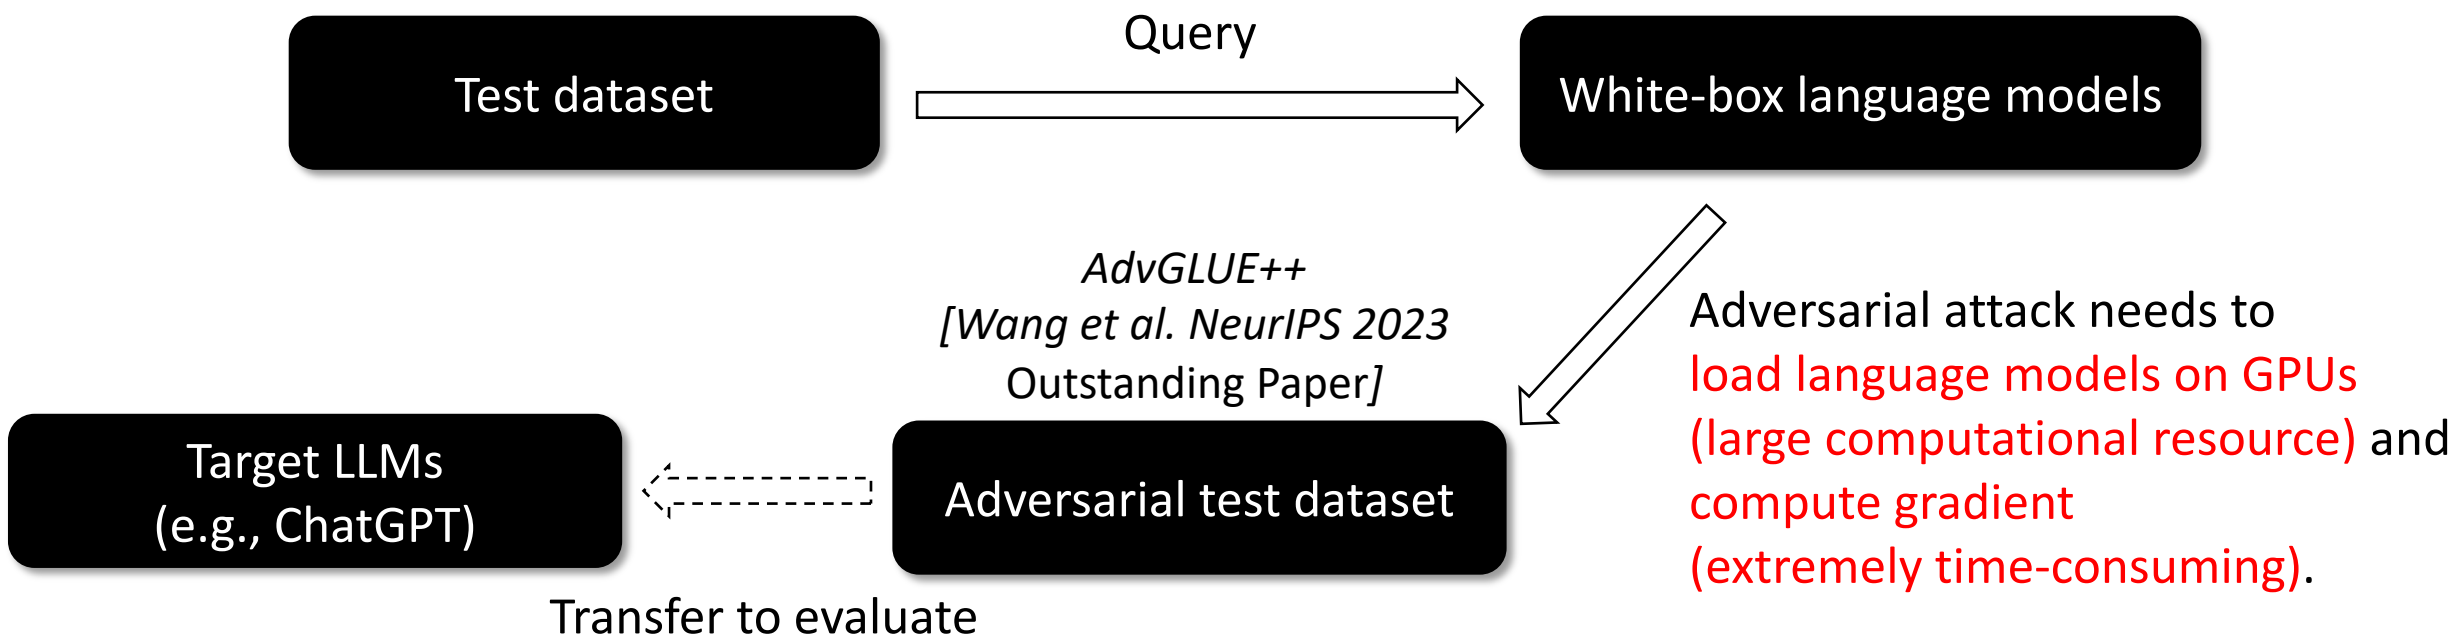 Test dataset
Query
White-box language models
AdvGLUE++
[Wang et al. NeurIPS 2023
Outstanding Paper]
Adversarial attack needs to
load language models on GPUs
(large computational resource) and
compute gradient
(extremely time-consuming).
Adversarial test dataset
Target LLMs
(e.g., ChatGPT)
Transfer to evaluate